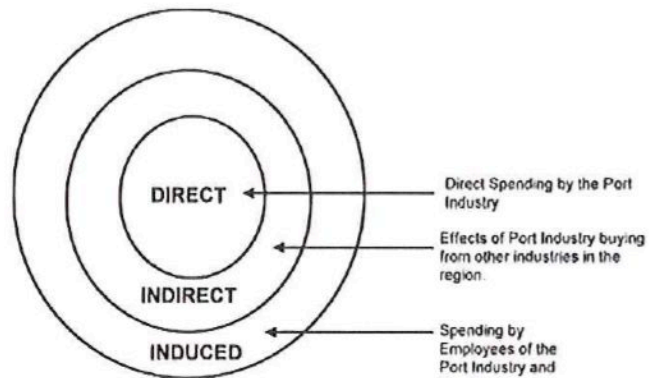 DIRECT
Direct Spending by the Port
Industry
Effects of Port Industry buying
from other industries in the
region.
INDIRECT
Spending by
Employees of the
Port Industry and
INDUCED